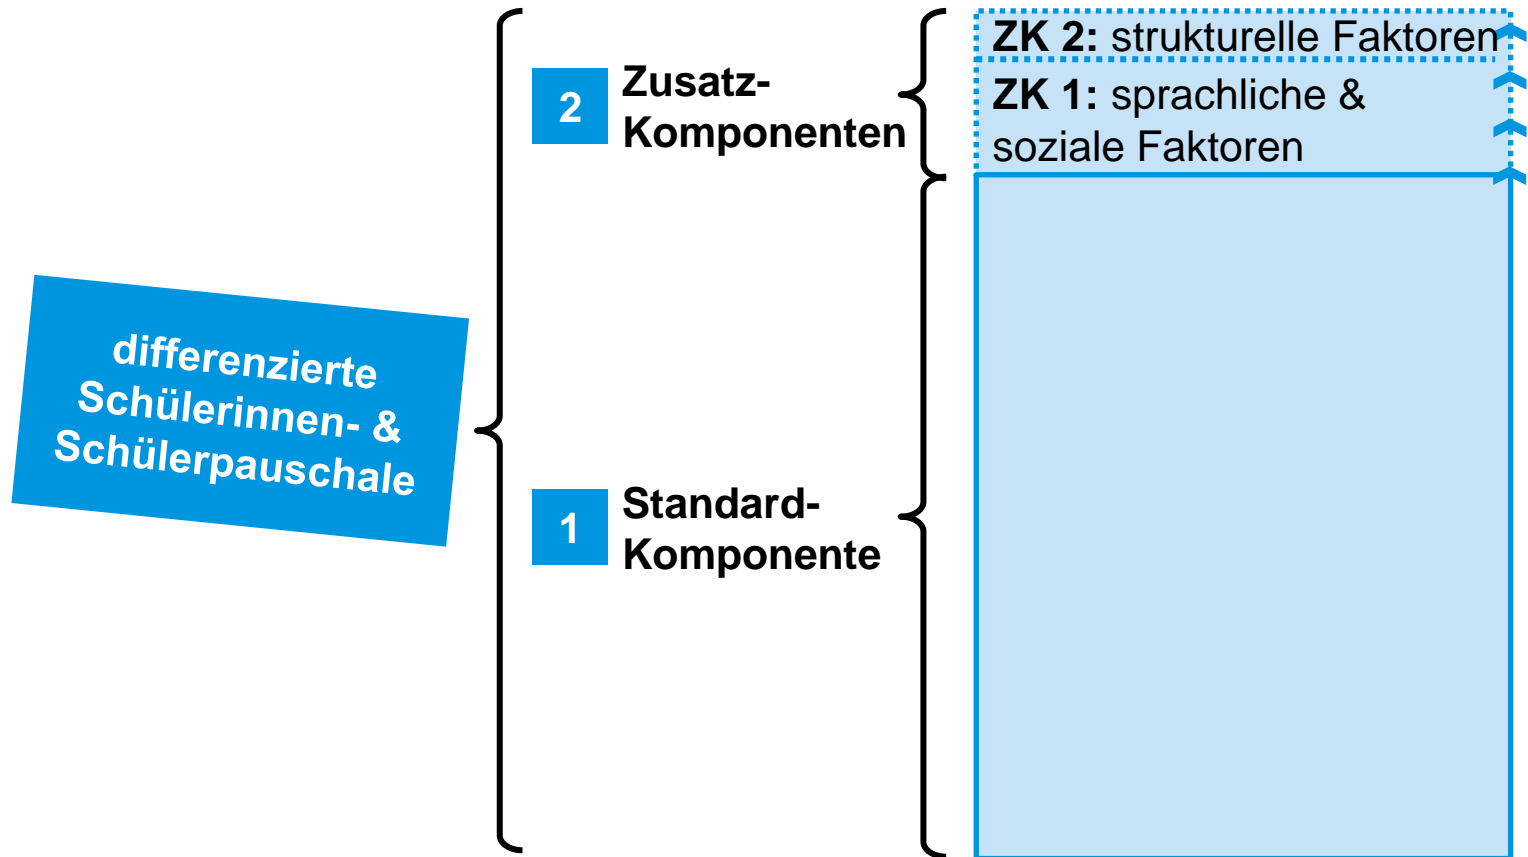 differenzierte
Schülerinnen- &
Schülerpauschale
2
Zusatz-
Komponenten
ZK 2: strukturelle Faktoren
ZK 1: sprachliche &
soziale Faktoren
1
Standard-
Komponente